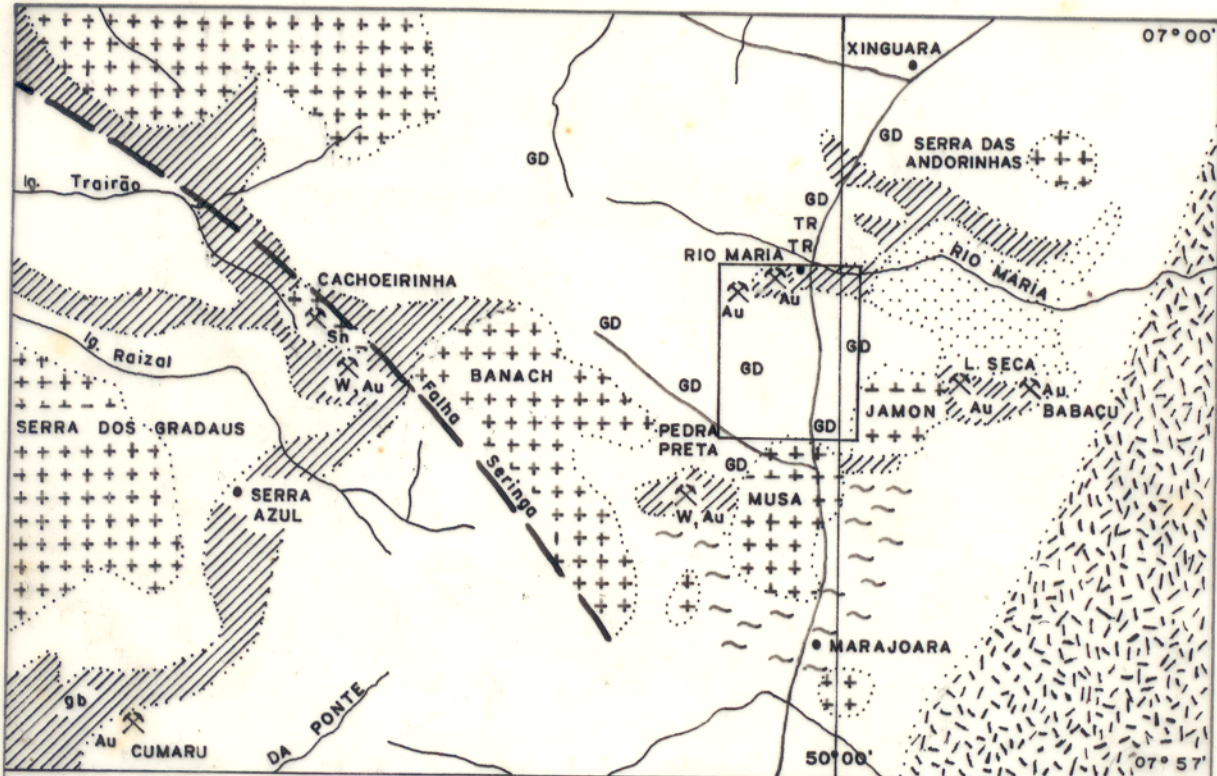 07° 00'
XINGUARA
GD
SERRA DAS
ANDORINHAS
GD
Ig. Trairão
GD
TR
TR
RIO MARIA
RIO MARIA
CACHOEIRINHA
Au
Au
Sh
GD
GD
Ig. Raizal
W, Au
BANACH
GD
GD
L. SECA
Au
Au
BABAÇU
JAMON
Falha Seringa
SERRA DOS GRADAUS
PEDRA
PRETA
GD
GD
SERRA
AZUL
W, Au
MUSA
MARAJOARA
gb
Au
CUMARU
DA PONTE
50° 00'
07° 57'